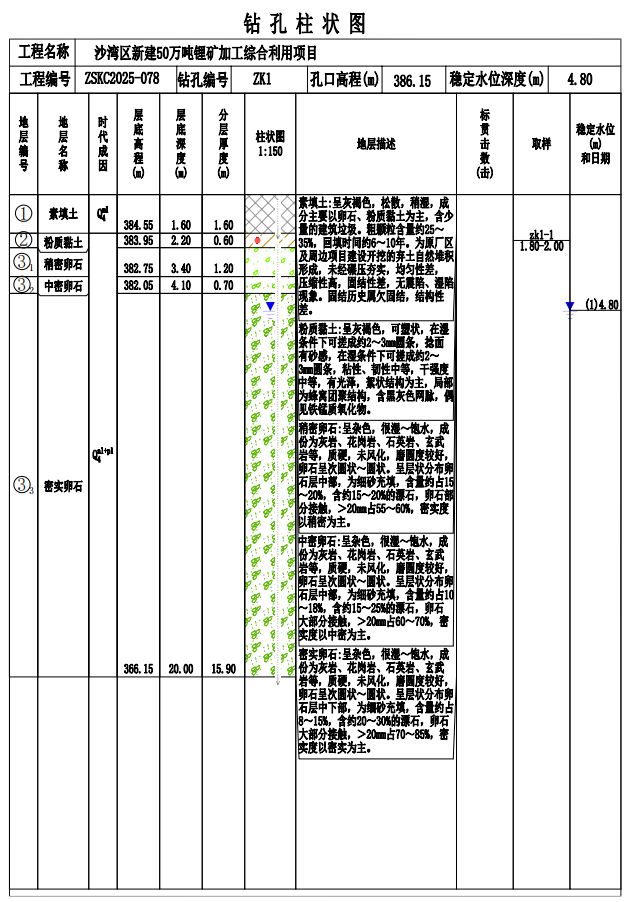 钻孔柱状图
工程名称 沙湾区新建50万吨锂矿加工综合利用项目
工程编号 ZSKC2025-078 钻孔编号 ZK1 孔口高程(m) 386.15 稳定水位深度(m) 4.80
地层编号 地层名称 时代成因 层底高程(m) 层底深度(m) 分层厚度(m) 柱状图 1:150 地层描述 标贯击数(击) 取样 稳定水位(m)和日期
① 素填土 Q4ml 384.55 1.60 1.60
② 粉质黏土 383.95 2.20 0.60
③1 稍密卵石 382.75 3.40 1.20
③2 中密卵石 382.05 4.10 0.70
③3 密实卵石 Q4al+pl 366.15 20.00 15.90
素填土:呈灰褐色，松散，稍湿，成
分主要以卵石、粉质黏土为主，含少
量的建筑垃圾。粗颗粒含量约25～
35%，回填时间约6～10年。为原厂区
及周边项目建设开挖的弃土自然堆积
形成，未经碾压夯实，均匀性差，
压缩性高，固结性差，无震陷、湿陷
现象。固结历史属欠固结，结构性
差。
粉质黏土:呈灰褐色，可塑状，在湿
条件下可搓成约2～3mm圆条，捻面
有砂感，在湿条件下可搓成约2～
3mm圆条，粘性、韧性中等，干强度
中等，有光泽，絮状结构为主，局部
为蜂窝团聚结构，含黑灰色网脉，偶
见铁锰质氧化物。
稍密卵石:呈杂色，很湿～饱水，成
份为灰岩、花岗岩、石英岩、玄武
岩等，质硬，未风化，磨圆度较好，
卵石呈次圆状～圆状。呈层状分布卵
石层中部，为细砂充填，含量约占15
～20%，含约15～20%的漂石，卵石部
分接触，＞20mm占55～60%，密实度
以稍密为主。
中密卵石:呈杂色，很湿～饱水，成
份为灰岩、花岗岩、石英岩、玄武
岩等，质硬，未风化，磨圆度较好，
卵石呈次圆状～圆状。呈层状分布卵
石层中部，为细砂充填，含量约占10
～18%，含约15～25%的漂石，卵石
大部分接触，＞20mm占60～70%，密
实度以中密为主。
密实卵石:呈杂色，很湿～饱水，成
份为灰岩、花岗岩、石英岩、玄武
岩等，质硬，未风化，磨圆度较好，
卵石呈次圆状～圆状。呈层状分布卵
石层中下部，为细砂充填，含量约占
8～15%，含约20～30%的漂石，卵石
大部分接触，＞20mm占70～85%，密
实度以密实为主。
zk1-1
1.80-2.00
(1)4.80